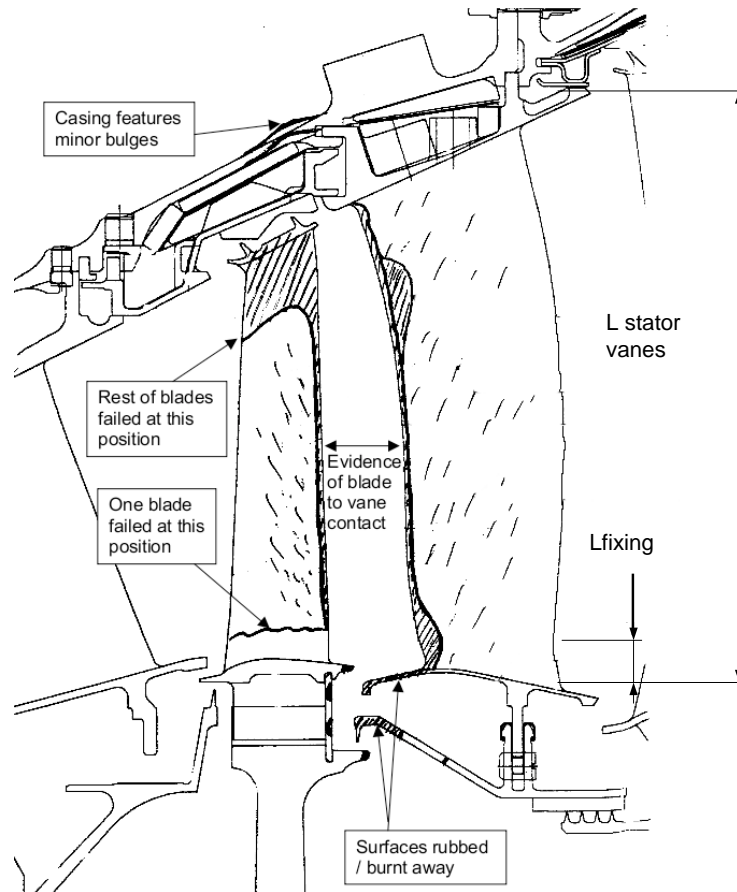 Casing features
minor bulges
L stator
vanes
Rest of blades
failed at this
position
Evidence
of blade
to vane
contact
One blade
failed at this
position
Lfixing
Surfaces rubbed
/ burnt away